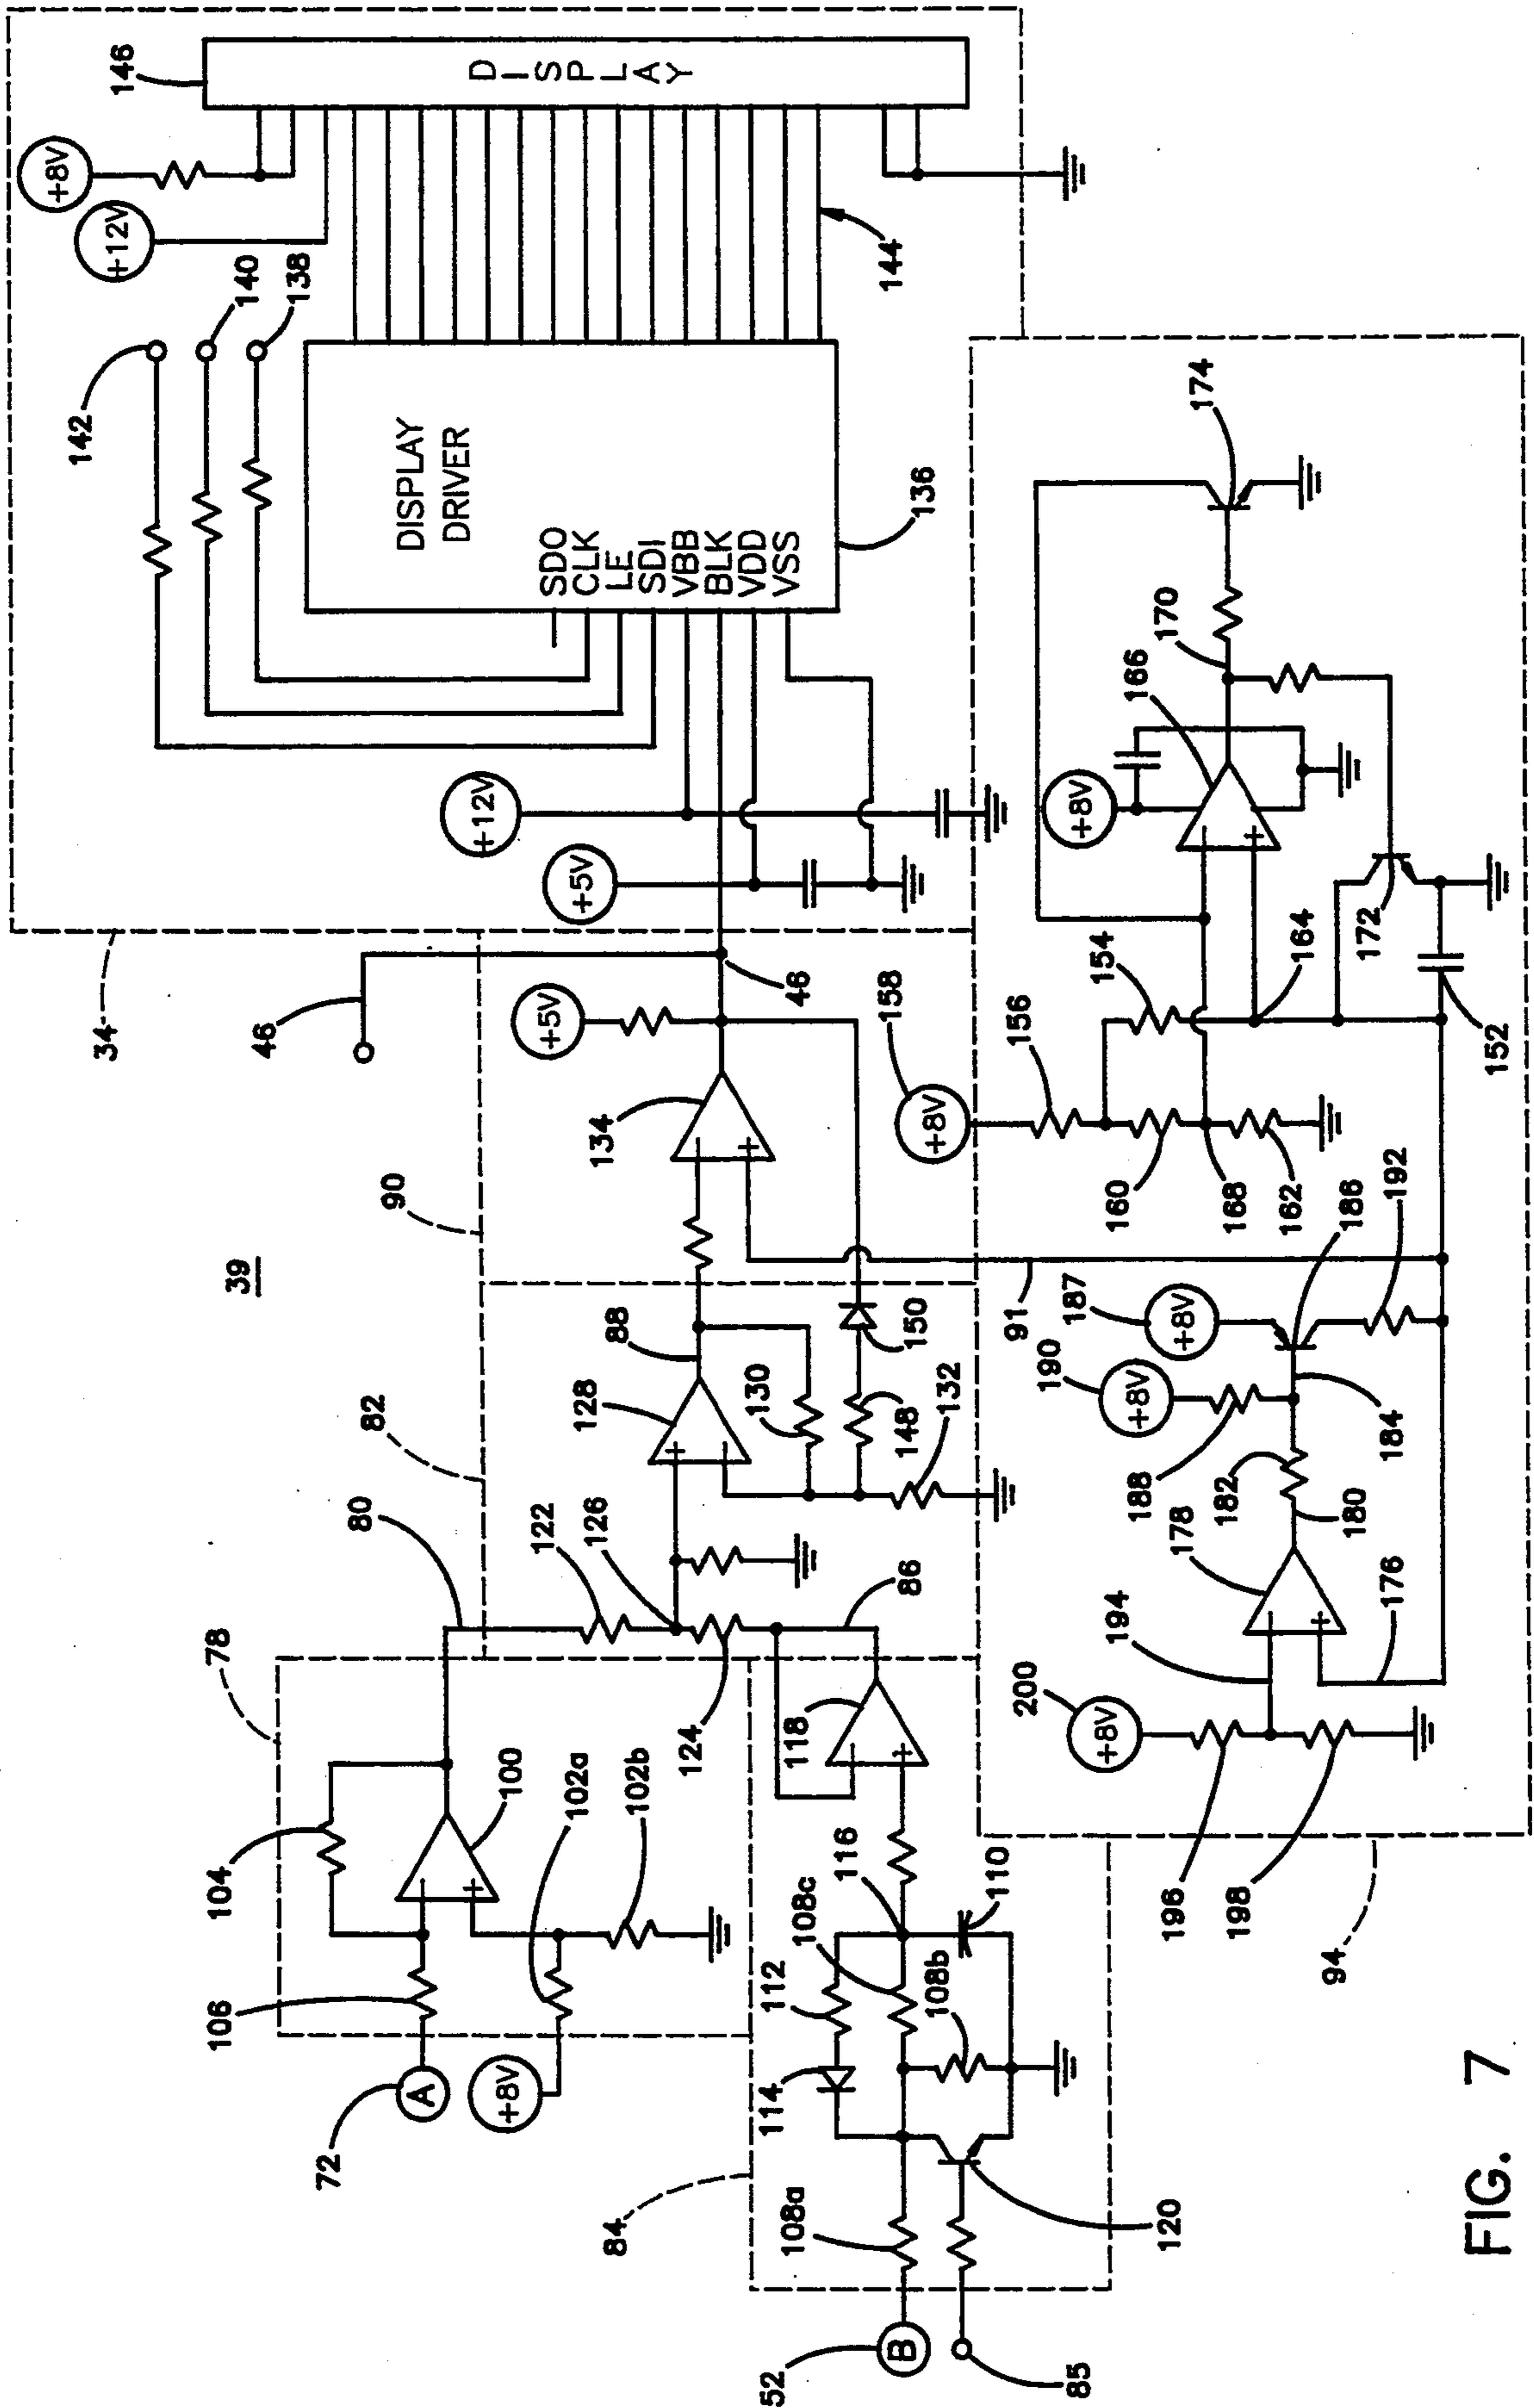 146
+8V
+12V
DISPLAY
142
140
138
144
DISPLAY
DRIVER
SDO
CLK
LE
SDI
VBB
BLK
VDD
VSS
136
+12V
+5V
34
46
46
+5V
134
90
39
88
128
130
148
150
132
82
80
122
126
86
124
78
104
100
102a
102b
106
A
72
+8V
118
116
108c
112
110
108b
114
84
108a
120
B
52
85
91
158
+8V
156
154
160
168
162
164
+8V
166
170
174
172
152
187
+8V
190
+8V
186
192
188
182
184
180
178
176
194
200
+8V
196
198
94
FIG. 7